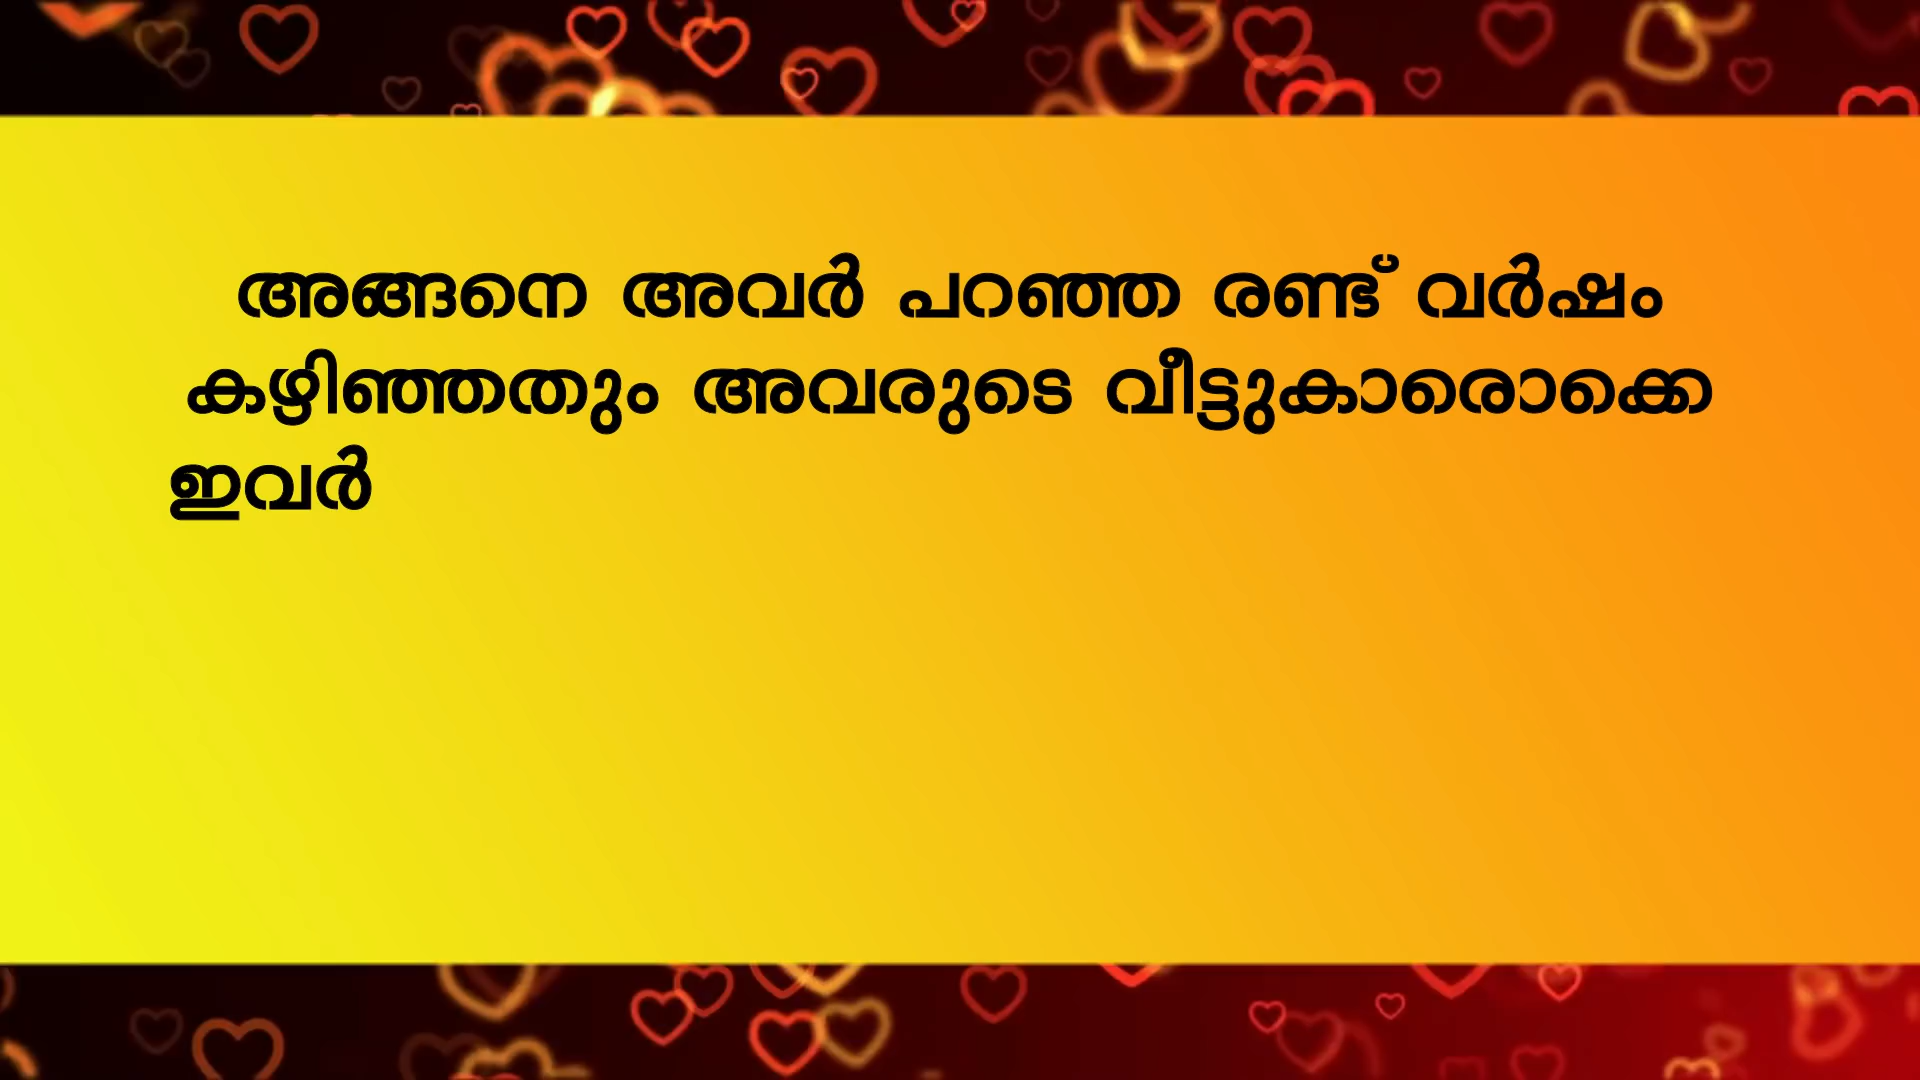 അങ്ങനെ അവർ പറഞ്ഞ രണ്ട് വർഷം
കഴിഞ്ഞതും അവരുടെ വീട്ടുകാരൊക്കെ
ഇവർ